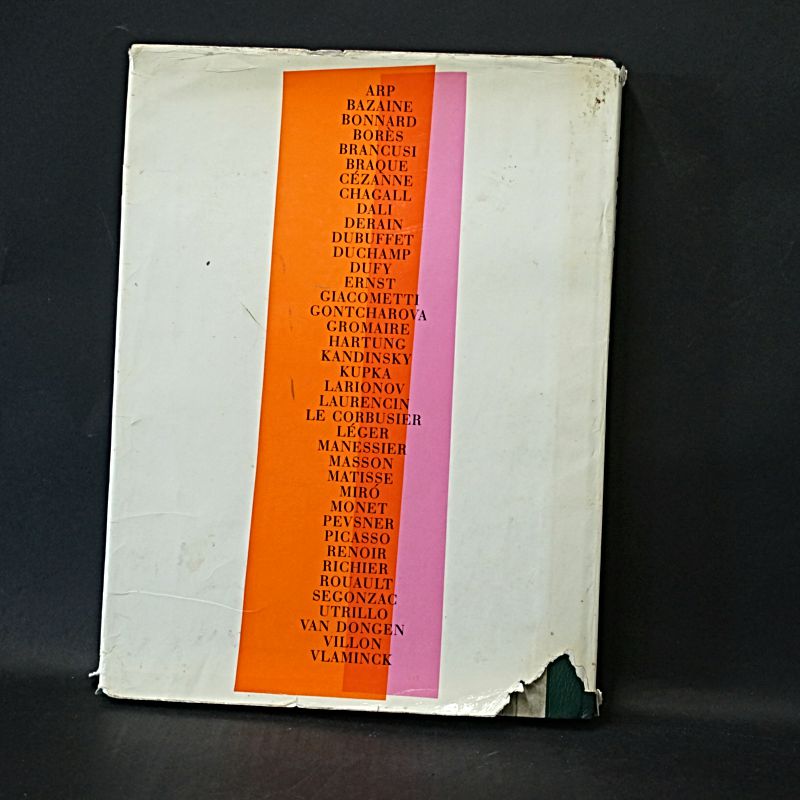 ARP
BAZAINE
BONNARD
BORÈS
BRANCUSI
BRAQUE
CÉZANNE
CHAGALL
DALI
DERAIN
DUBUFFET
DUCHAMP
DUFY
ERNST
GIACOMETTI
GONTCHAROVA
GROMAIRE
HARTUNG
KANDINSKY
KUPKA
LARIONOV
LAURENCIN
LE CORBUSIER
LÉGER
MANESSIER
MASSON
MATISSE
MIRÓ
MONET
PEVSNER
PICASSO
RENOIR
RICHIER
ROUAULT
SEGONZAC
UTRILLO
VAN DONGEN
VILLON
VLAMINCK